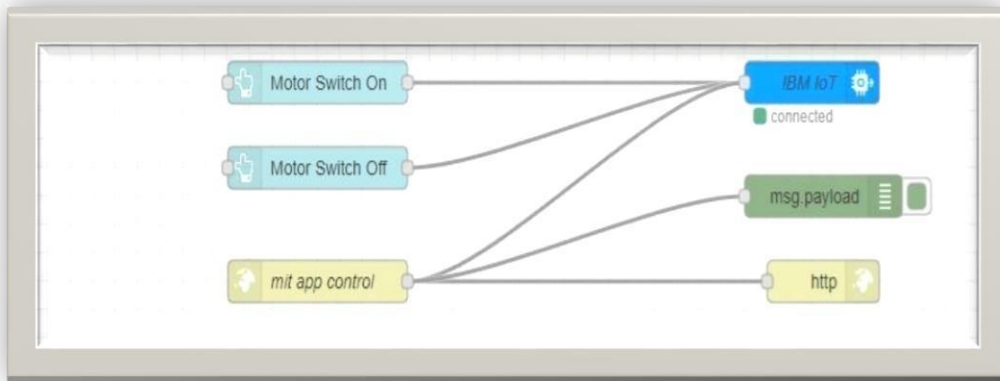 Motor Switch On
IBM IoT
connected
Motor Switch Off
msg.payload
mit app control
http